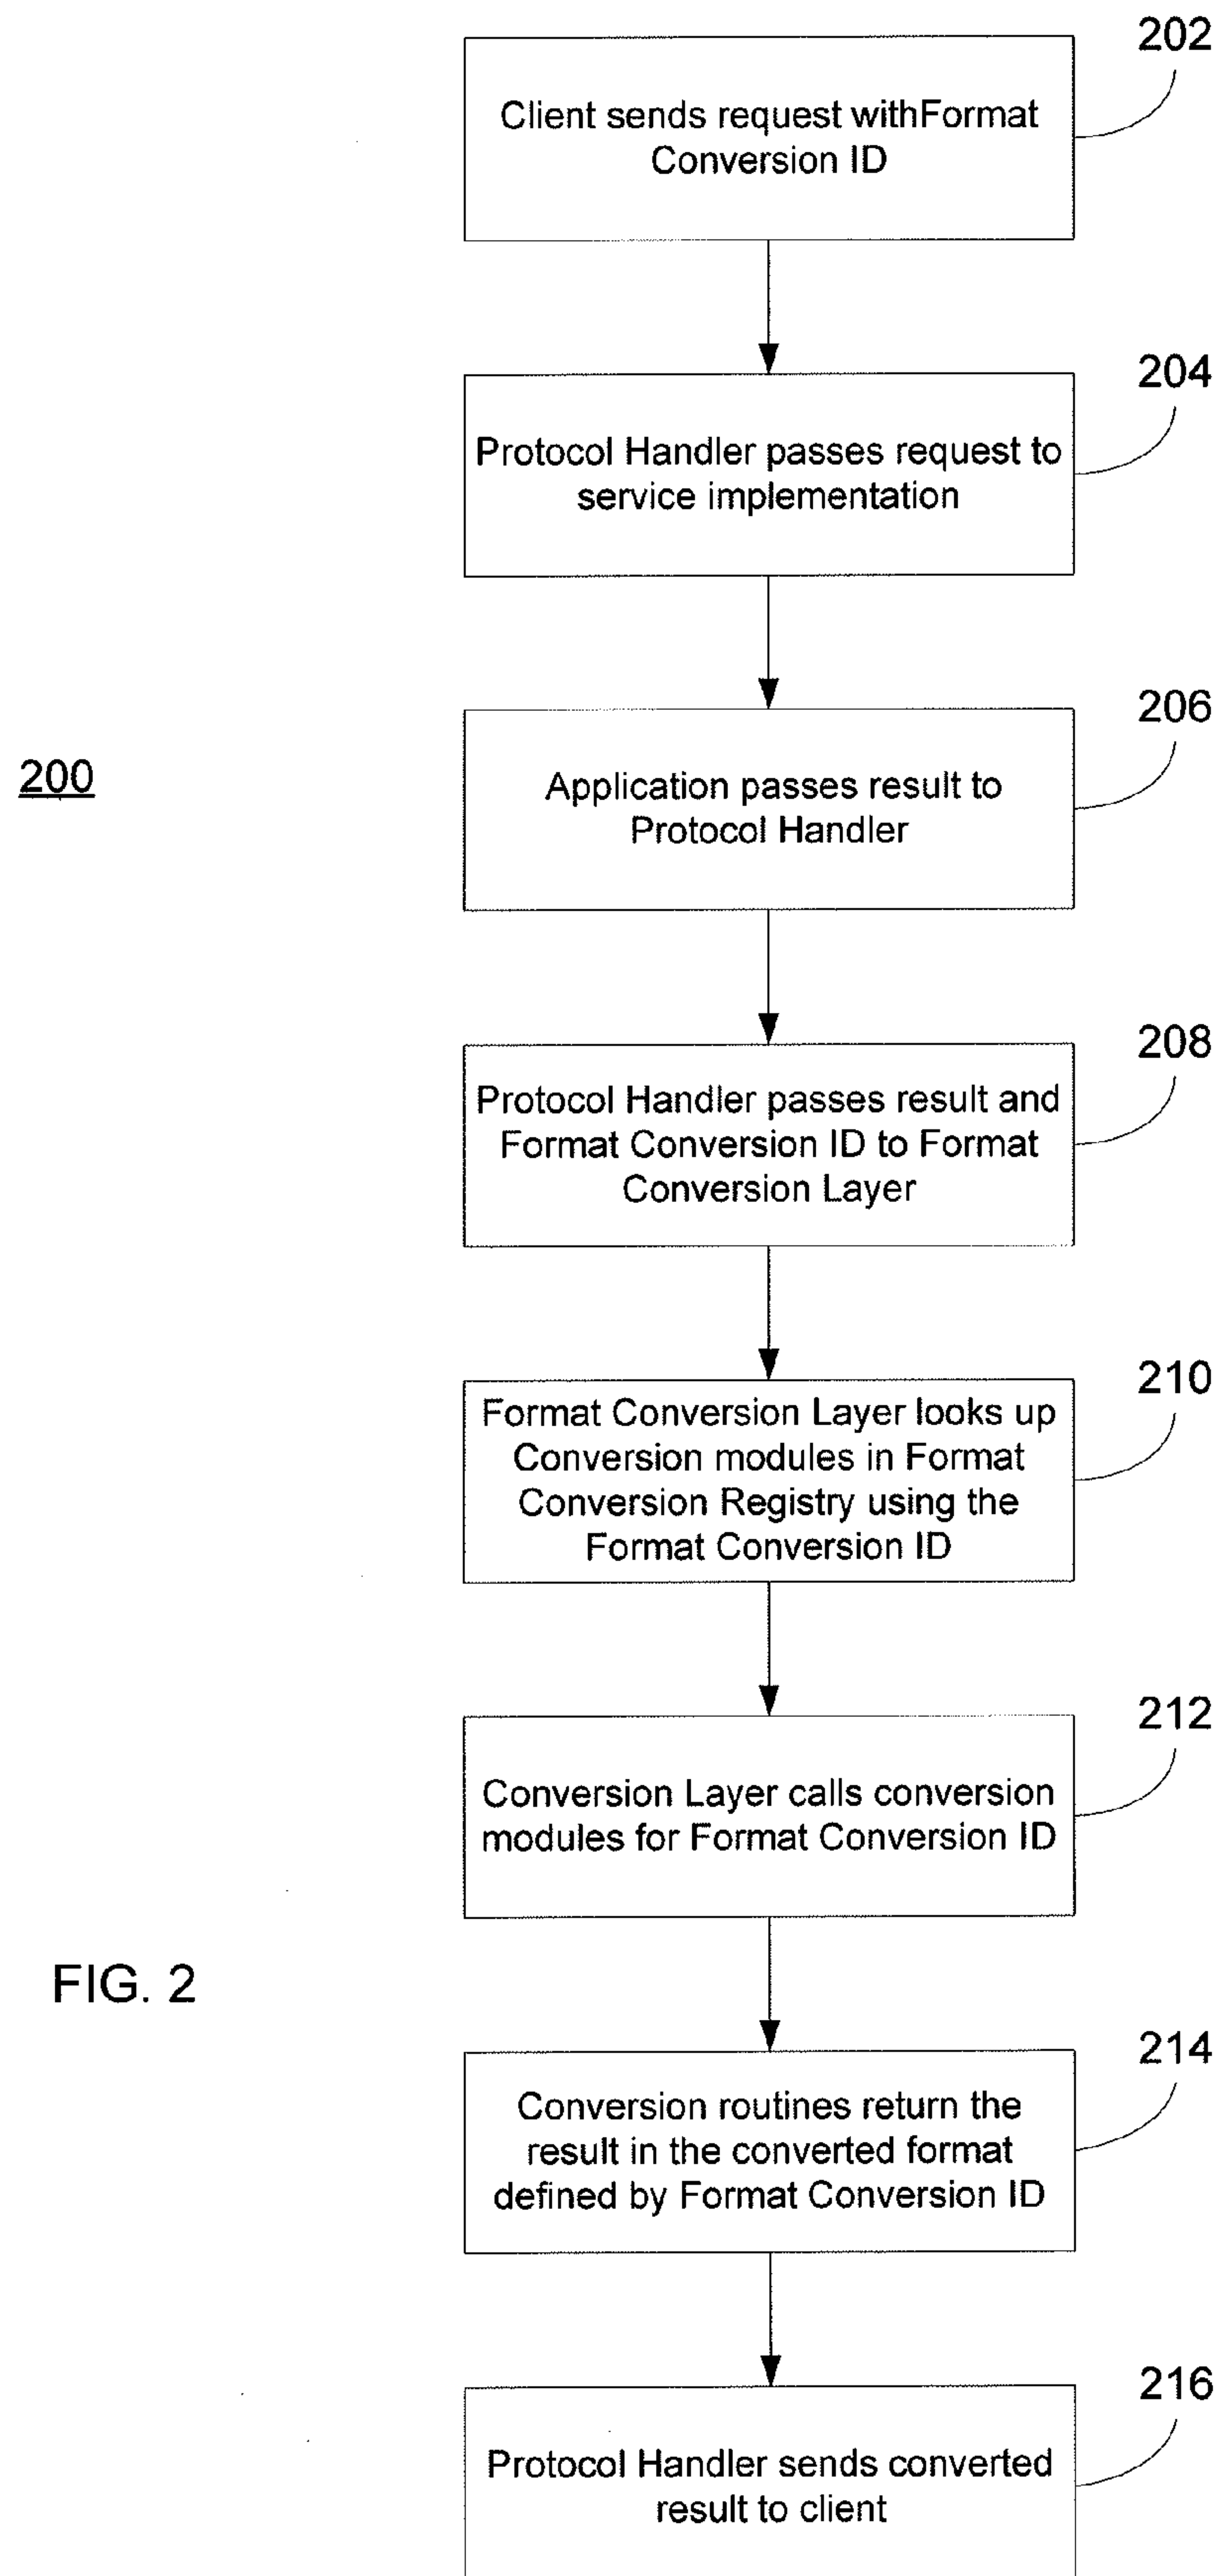 202
Client sends request withFormat
Conversion ID
204
Protocol Handler passes request to
service implementation
206
Application passes result to
Protocol Handler
200
208
Protocol Handler passes result and
Format Conversion ID to Format
Conversion Layer
210
Format Conversion Layer looks up
Conversion modules in Format
Conversion Registry using the
Format Conversion ID
212
Conversion Layer calls conversion
modules for Format Conversion ID
FIG. 2
214
Conversion routines return the
result in the converted format
defined by Format Conversion ID
216
Protocol Handler sends converted
result to client